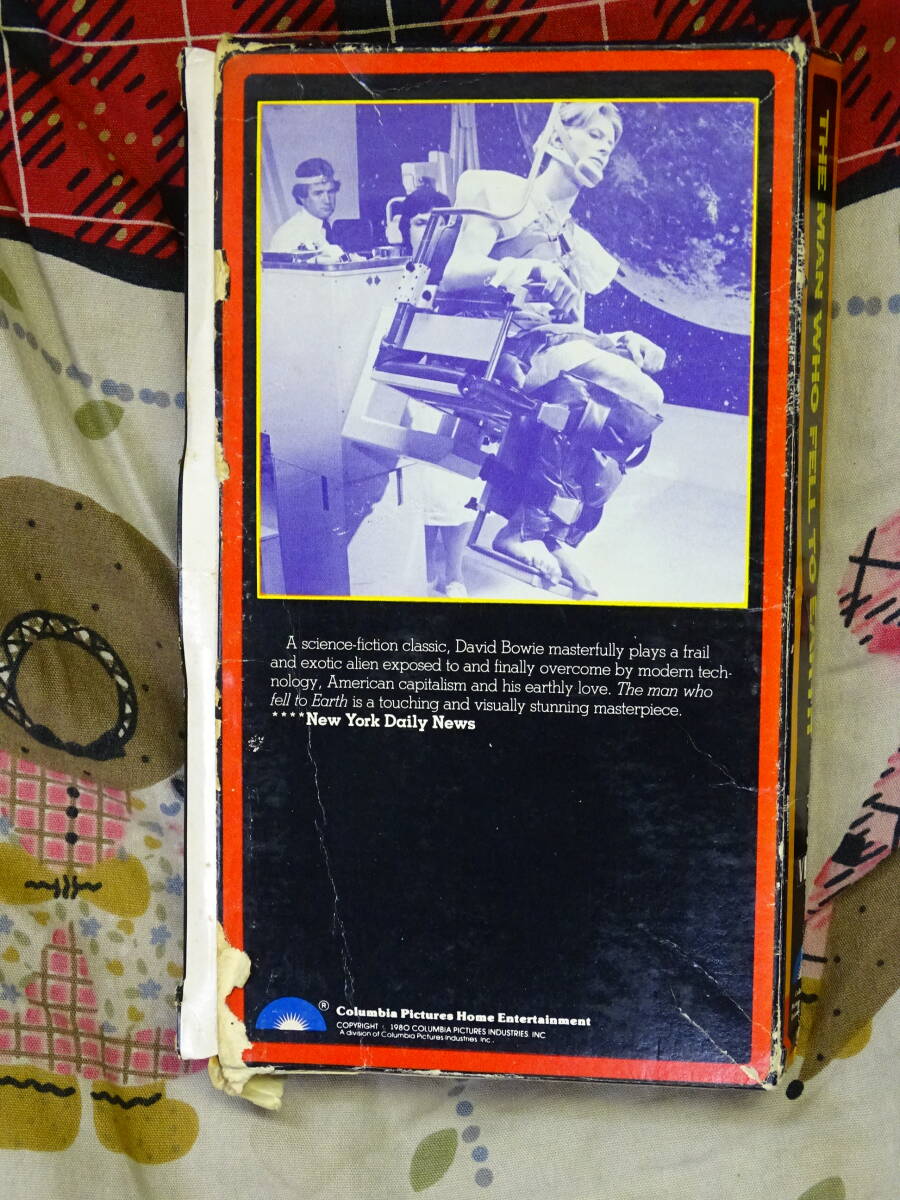 A science-fiction classic, David Bowie masterfully plays a frail
and exotic alien exposed to and finally overcome by modern tech-
nology, American capitalism and his earthly love. The man who
fell to Earth is a touching and visually stunning masterpiece.
****New York Daily News
® Columbia Pictures Home Entertainment
COPYRIGHT © 1980 COLUMBIA PICTURES INDUSTRIES, INC
A division of Columbia Pictures Industries Inc.
THE MAN WHO FELL TO EARTH